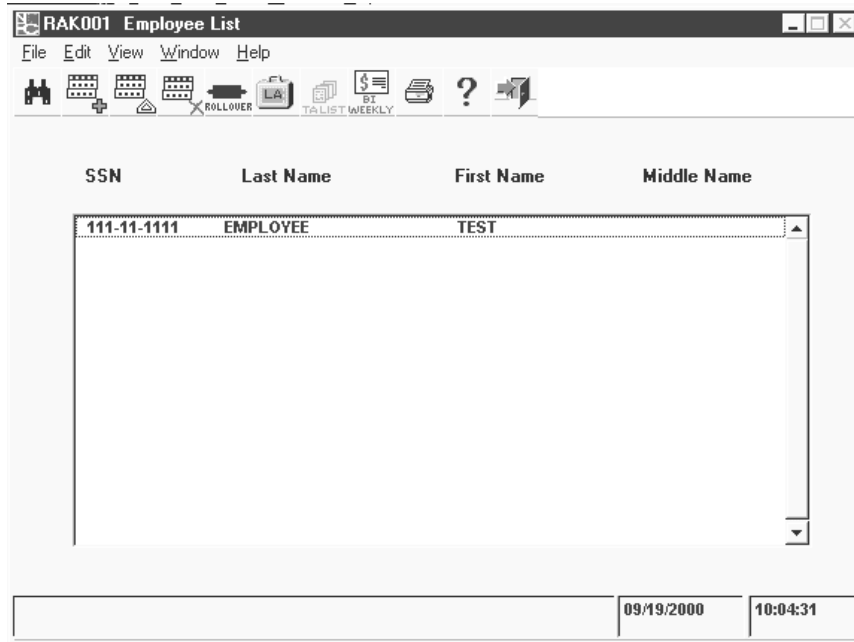 RAK001 Employee List
File Edit View Window Help
ROLLOVER LA TA LIST BI WEEKLY
SSN Last Name First Name Middle Name
111-11-1111 EMPLOYEE TEST
09/19/2000 10:04:31